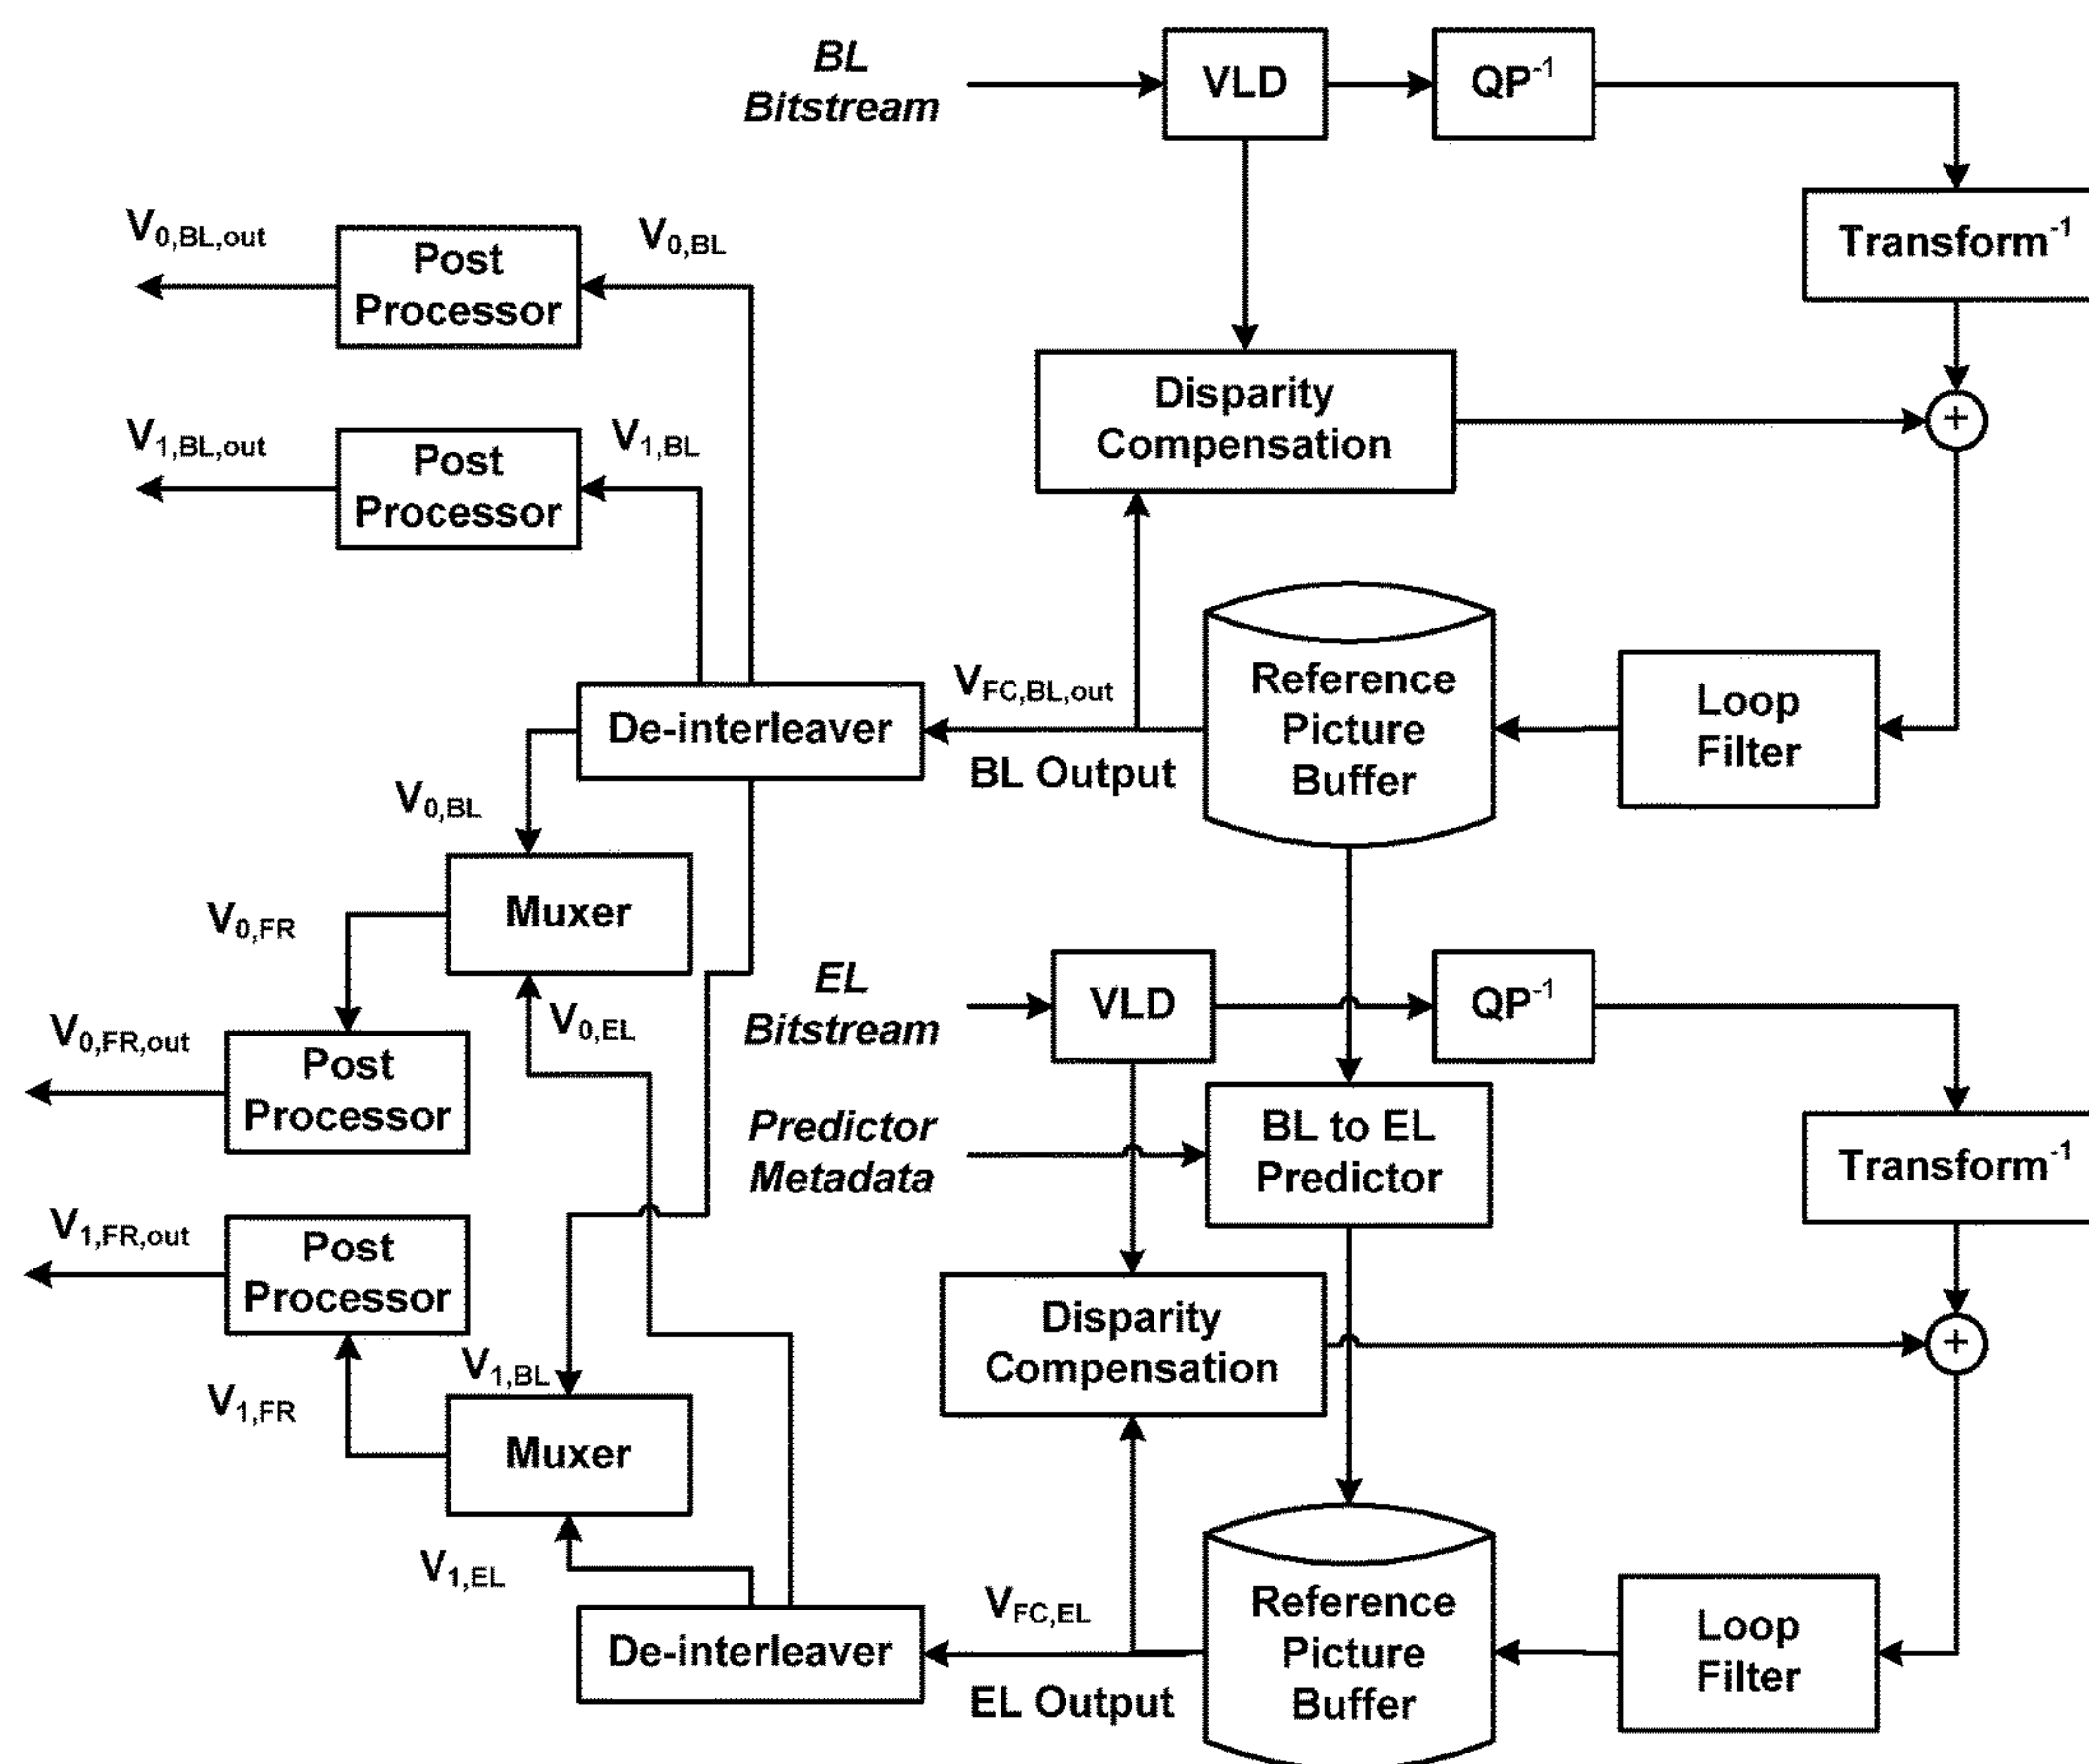 BL
Bitstream
VLD
QP-1
Transform-1
V0,BL,out
Post
Processor
V0,BL
Disparity
Compensation
+
V1,BL,out
Post
Processor
V1,BL
De-interleaver
VFC,BL,out
BL Output
Reference
Picture
Buffer
Loop
Filter
V0,BL
Muxer
V0,FR
V0,EL
EL
Bitstream
VLD
QP-1
V0,FR,out
Post
Processor
Predictor
Metadata
BL to EL
Predictor
Transform-1
V1,FR,out
Post
Processor
Disparity
Compensation
+
V1,BL
V1,FR
Muxer
V1,EL
De-interleaver
VFC,EL
EL Output
Reference
Picture
Buffer
Loop
Filter